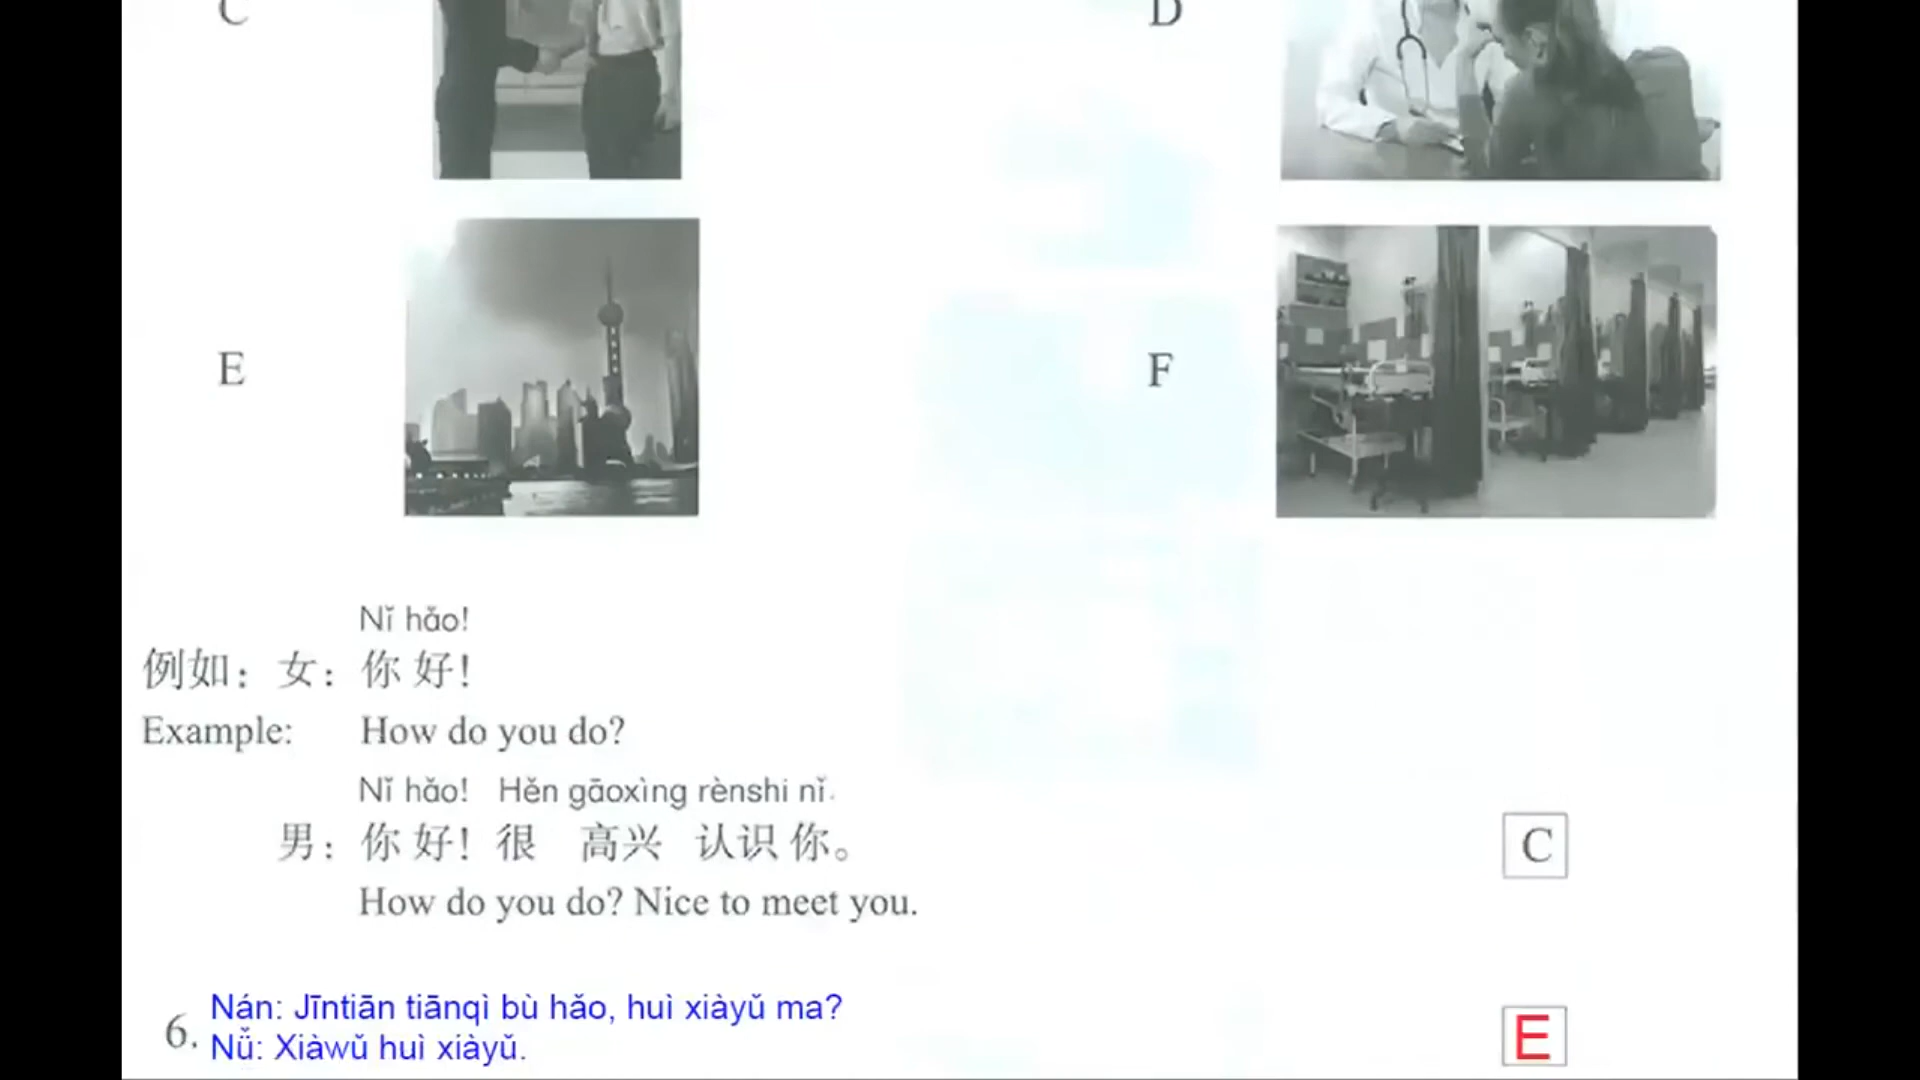 C
D
E
F
Nǐ hǎo!
例如：女：你 好！
Example: How do you do?
Nǐ hǎo! Hěn gāoxìng rènshi nǐ.
男：你 好！很 高兴 认识 你。
C
How do you do? Nice to meet you.
6. Nán: Jīntiān tiānqì bù hǎo, huì xiàyǔ ma?
Nǚ: Xiàwǔ huì xiàyǔ.
E